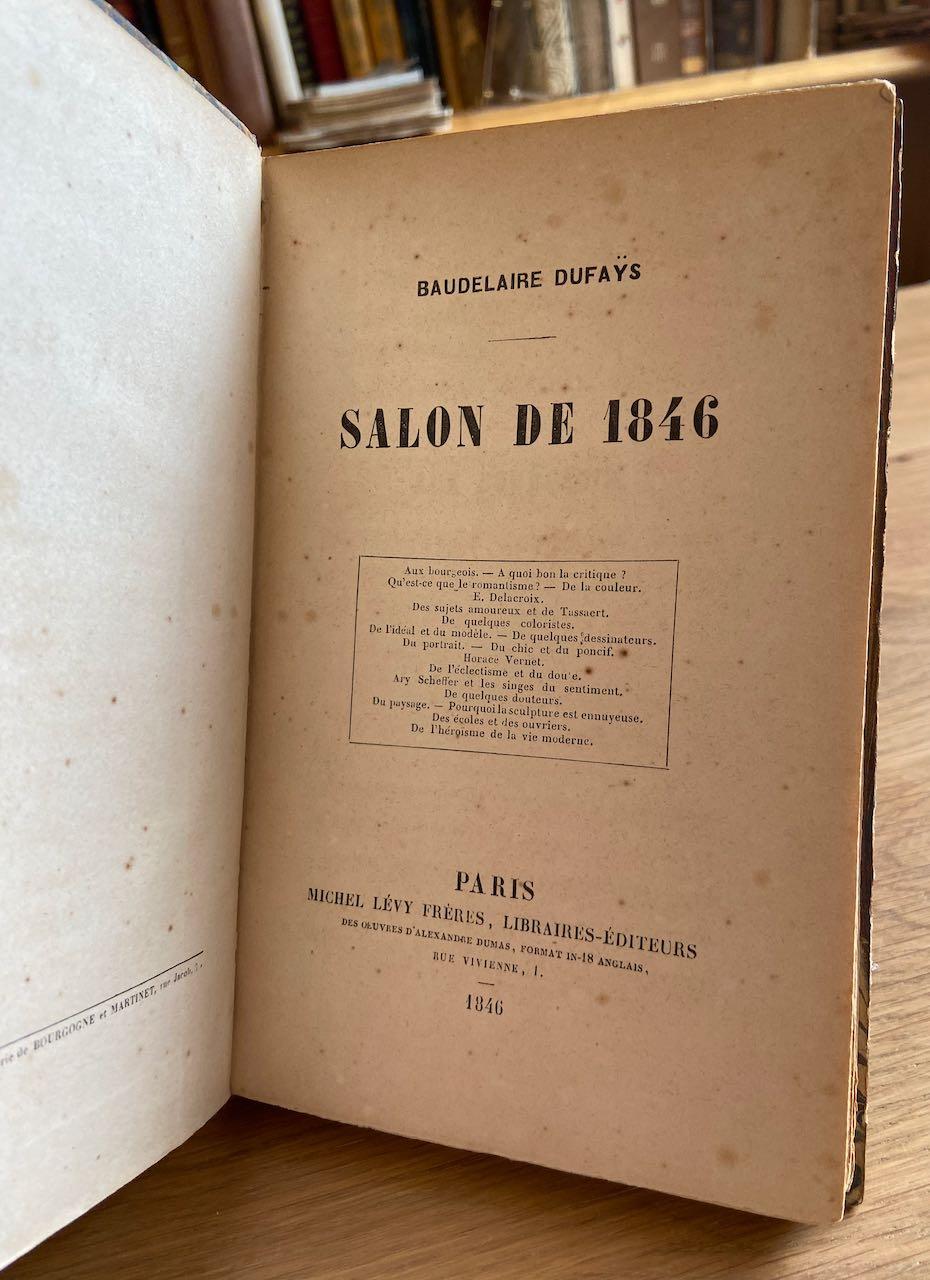 rie de BOURGOGNE et MARTINET, rue Jacob,
BAUDELAIRE DUFAŸS
SALON DE 1846
Aux bourgeois. — A quoi bon la critique ?
Qu'est-ce que le romantisme? — De la couleur.
E. Delacroix.
Des sujets amoureux et de Tassaert.
De quelques coloristes.
De l'idéal et du modèle. — De quelques dessinateurs.
Du portrait. — Du chic et du poncif.
Horace Vernet.
De l'éclectisme et du doute.
Ary Scheffer et les singes du sentiment.
De quelques douteurs.
Du paysage. — Pourquoi la sculpture est ennuyeuse.
Des écoles et des ouvriers.
De l'héroïsme de la vie moderne.
PARIS
MICHEL LÉVY FRÈRES, LIBRAIRES-ÉDITEURS
DES OEUVRES D'ALEXANDRE DUMAS, FORMAT IN-18 ANGLAIS,
RUE VIVIENNE, 1.
1846